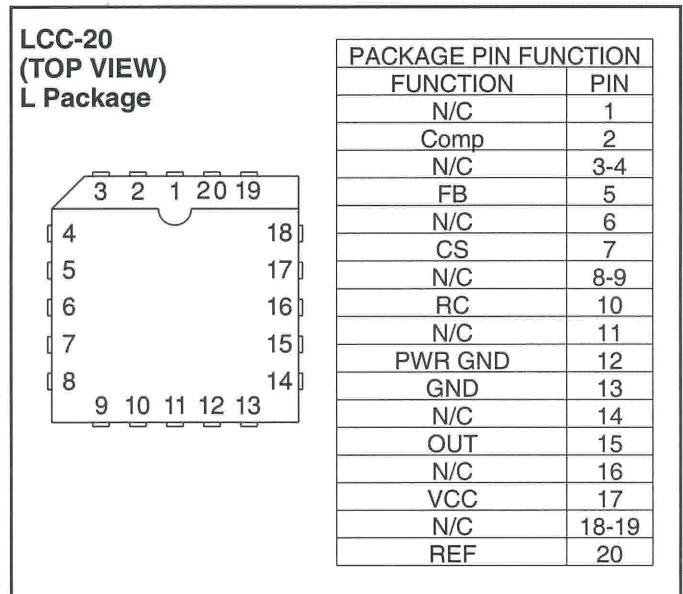 LCC-20
(TOP VIEW)
L Package
3 2 1 20 19
4 18
5 17
6 16
7 15
8 14
9 10 11 12 13
PACKAGE PIN FUNCTION
FUNCTION PIN
N/C 1
Comp 2
N/C 3-4
FB 5
N/C 6
CS 7
N/C 8-9
RC 10
N/C 11
PWR GND 12
GND 13
N/C 14
OUT 15
N/C 16
VCC 17
N/C 18-19
REF 20